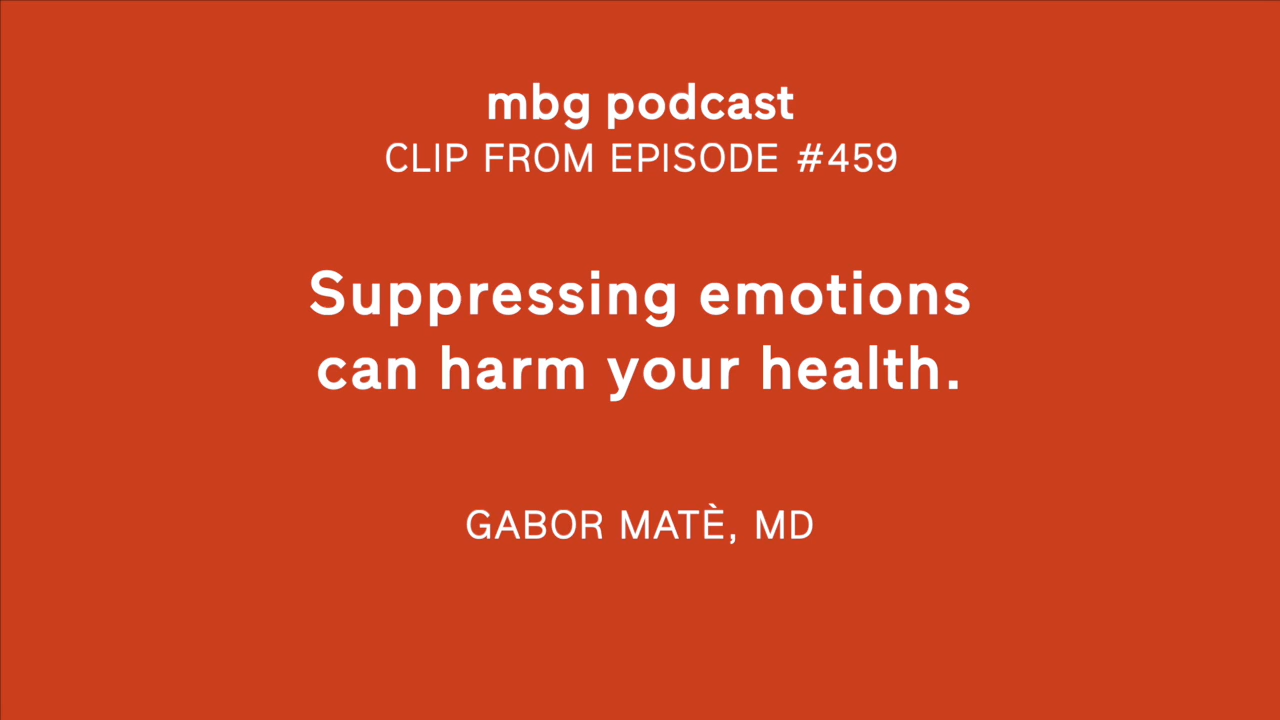 mbg podcast
CLIP FROM EPISODE #459
Suppressing emotions
can harm your health.
GABOR MATÈ, MD